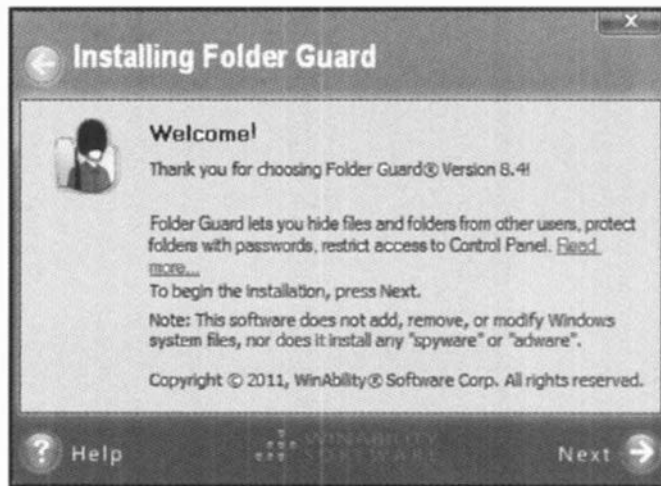 Installing Folder Guard
Welcome!
Thank you for choosing Folder Guard® Version 8.4!
Folder Guard lets you hide files and folders from other users, protect
folders with passwords, restrict access to Control Panel. Read
more...
To begin the installation, press Next.
Note: This software does not add, remove, or modify Windows
system files, nor does it install any "spyware" or "adware".
Copyright © 2011, WinAbility® Software Corp. All rights reserved.
? Help
WINABILITY
SOFTWARE
Next